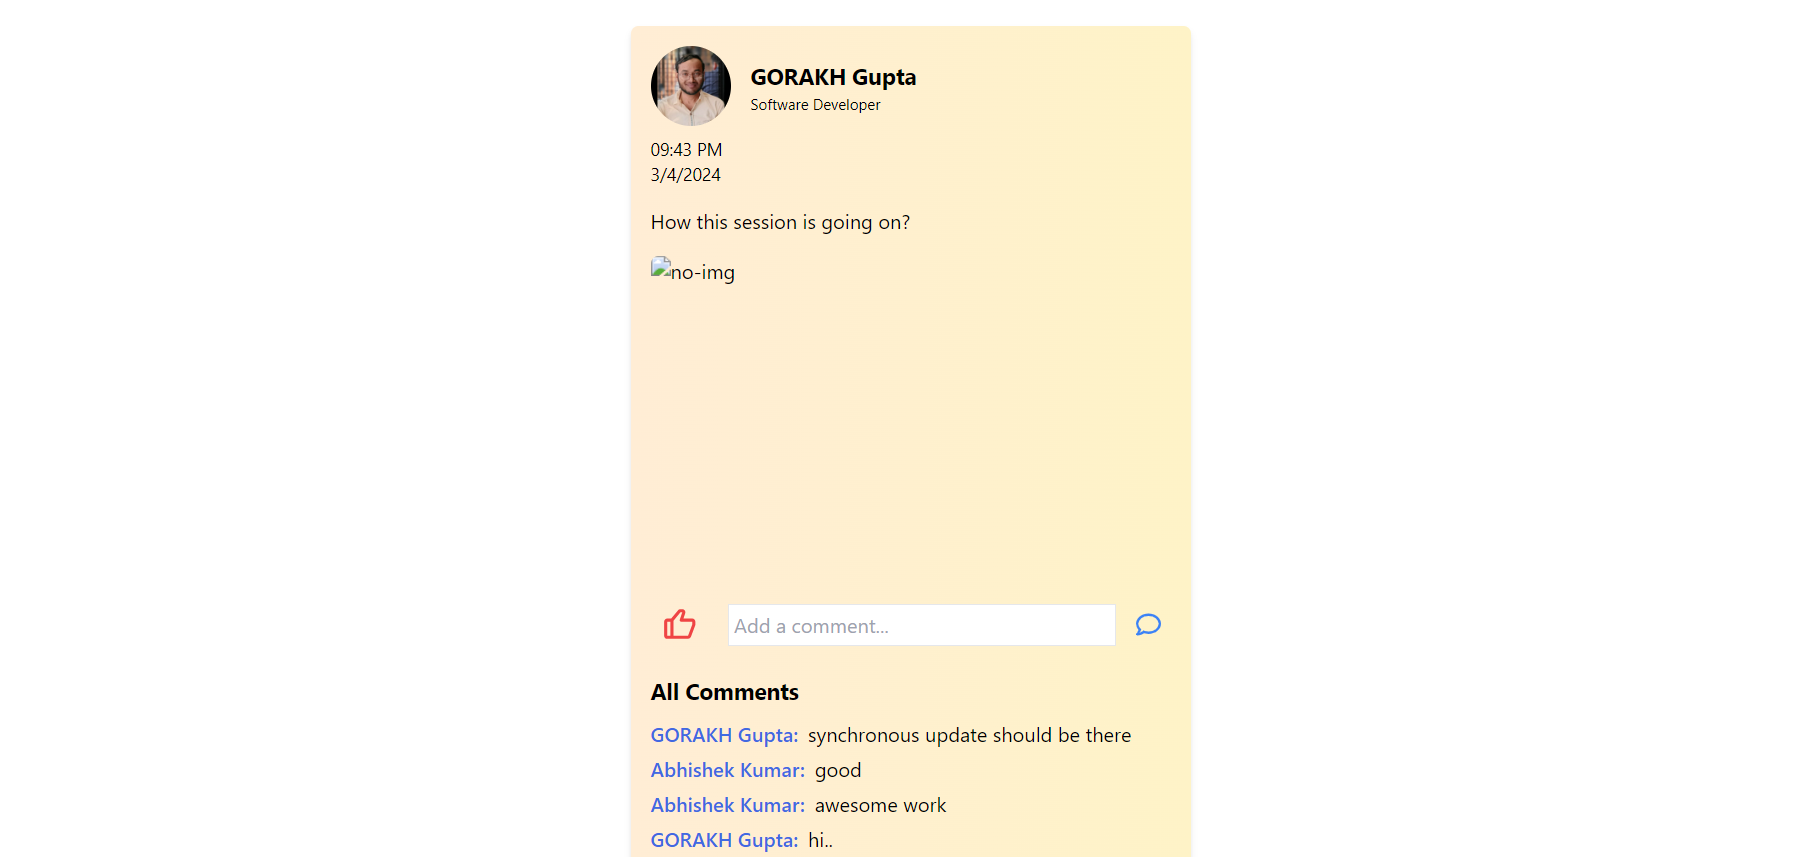 GORAKH Gupta
Software Developer
09:43 PM
3/4/2024
How this session is going on?
no-img
Add a comment...
All Comments
GORAKH Gupta: synchronous update should be there
Abhishek Kumar: good
Abhishek Kumar: awesome work
GORAKH Gupta: hi..